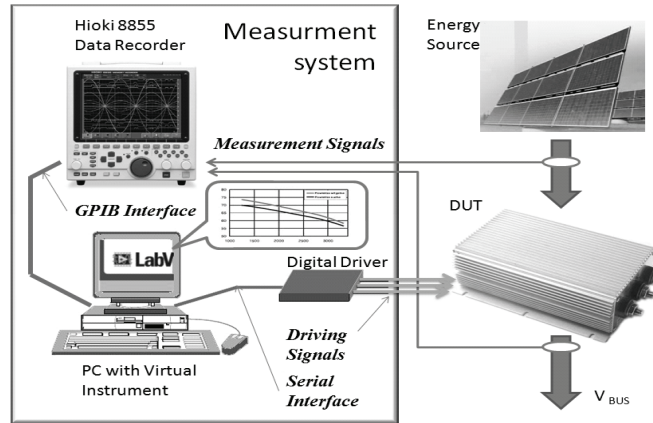 Hioki 8855
Data Recorder
Measurment
system
Energy
Source
Measurement Signals
GPIB Interface
DUT
LabV
Digital Driver
Driving
Signals
Serial
Interface
PC with Virtual
Instrument
V BUS